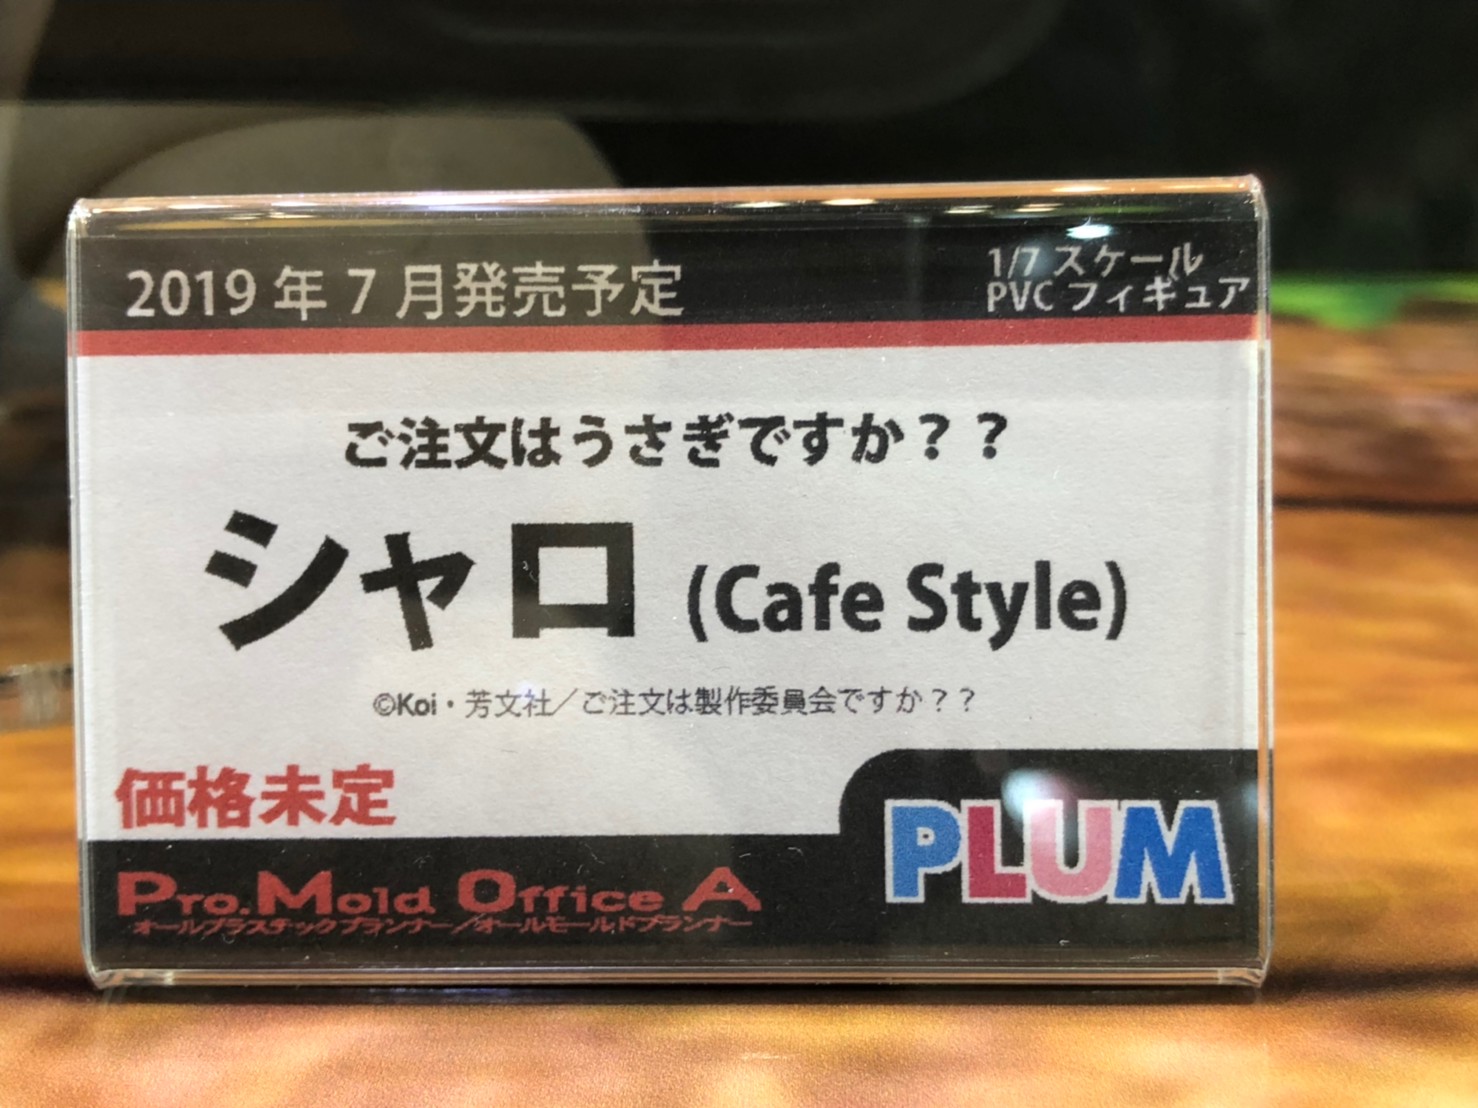 2019年7月発売予定
1/7 スケール
PVC フィギュア
ご注文はうさぎですか？？
シャロ (Cafe Style)
©Koi・芳文社／ご注文は製作委員会ですか？？
価格未定
Pro.Mold Office A
オールプラスチックプランナー／オールモールドプランナー
PLUM